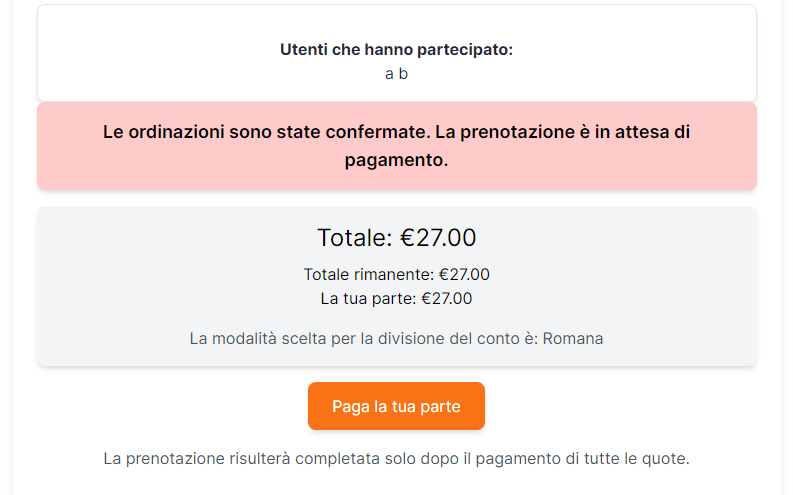 Utenti che hanno partecipato:
a b
Le ordinazioni sono state confermate. La prenotazione è in attesa di
pagamento.
Totale: €27.00
Totale rimanente: €27.00
La tua parte: €27.00
La modalità scelta per la divisione del conto è: Romana
Paga la tua parte
La prenotazione risulterà completata solo dopo il pagamento di tutte le quote.